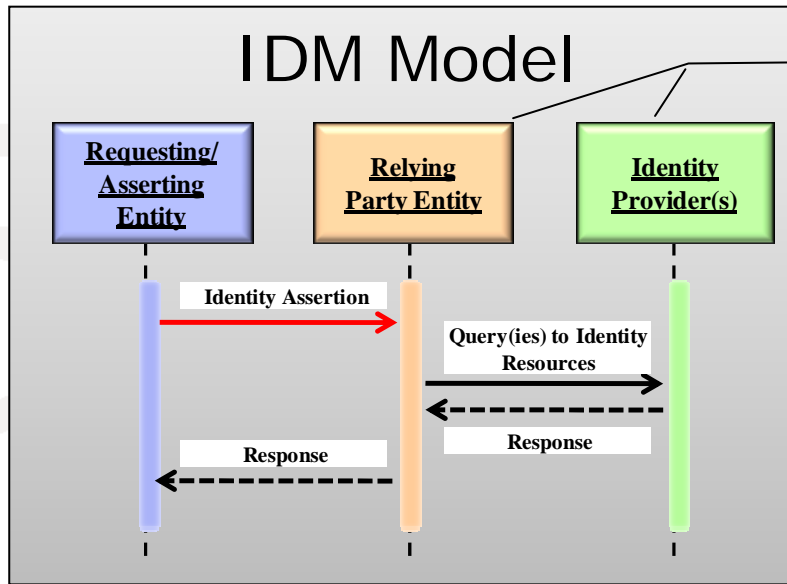 IDM Model
Requesting/
Asserting
Entity
Relying
Party Entity
Identity
Provider(s)
Identity Assertion
Query(ies) to Identity
Resources
Response
Response